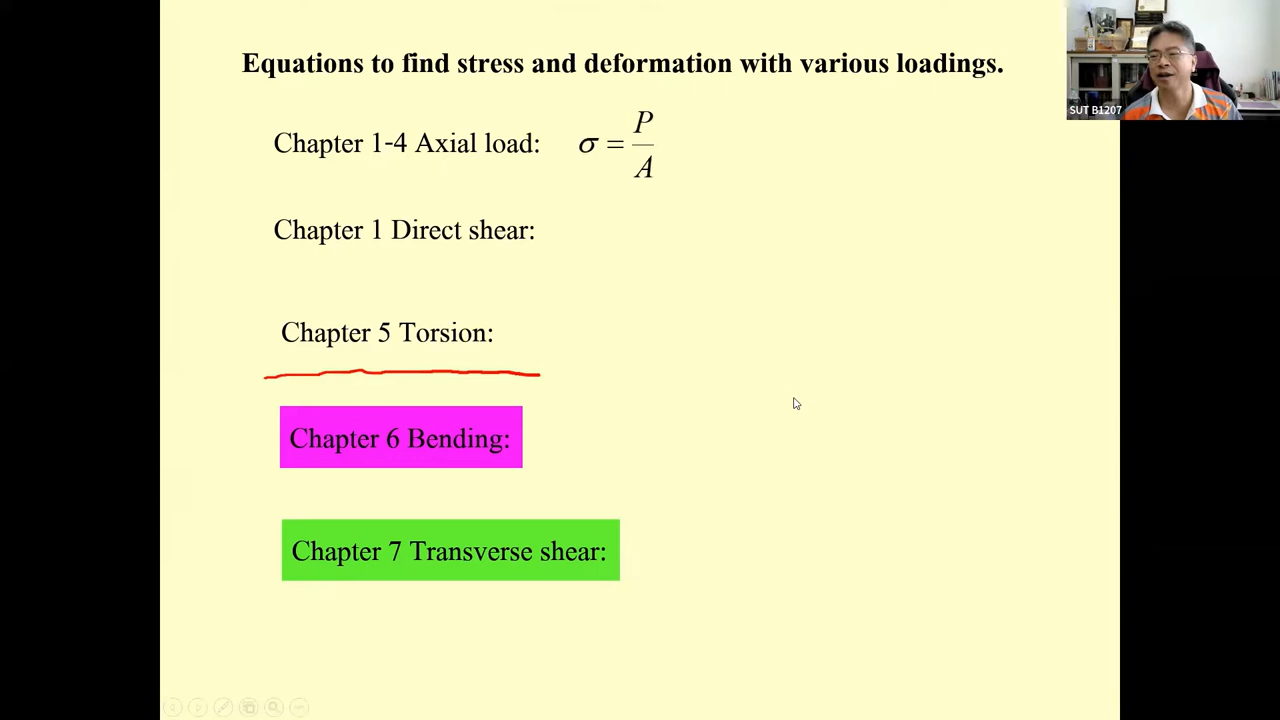 Equations to find stress and deformation with various loadings.
SUT B1207
Chapter 1-4 Axial load: σ = P/A
Chapter 1 Direct shear:
Chapter 5 Torsion:
Chapter 6 Bending:
Chapter 7 Transverse shear: